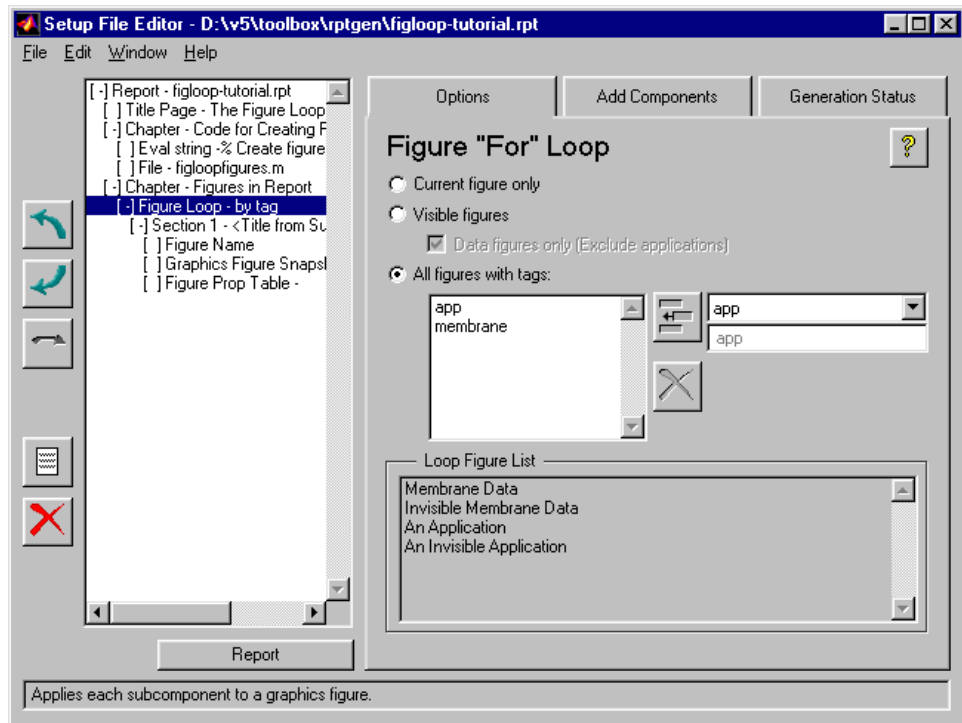 Setup File Editor - D:\v5\toolbox\rptgen\figloop-tutorial.rpt
File Edit Window Help
[-] Report - figloop-tutorial.rpt
[ ] Title Page - The Figure Loop
[-] Chapter - Code for Creating F
[ ] Eval string -% Create figure
[ ] File - figloopfigures.m
[-] Chapter - Figures in Report
[-] Figure Loop - by tag
[-] Section 1 - <Title from Su
[ ] Figure Name
[ ] Graphics Figure Snapsl
[ ] Figure Prop Table -
Report
Options Add Components Generation Status
Figure "For" Loop
?
Current figure only
Visible figures
Data figures only (Exclude applications)
All figures with tags:
app
membrane
app
app
Loop Figure List
Membrane Data
Invisible Membrane Data
An Application
An Invisible Application
Applies each subcomponent to a graphics figure.